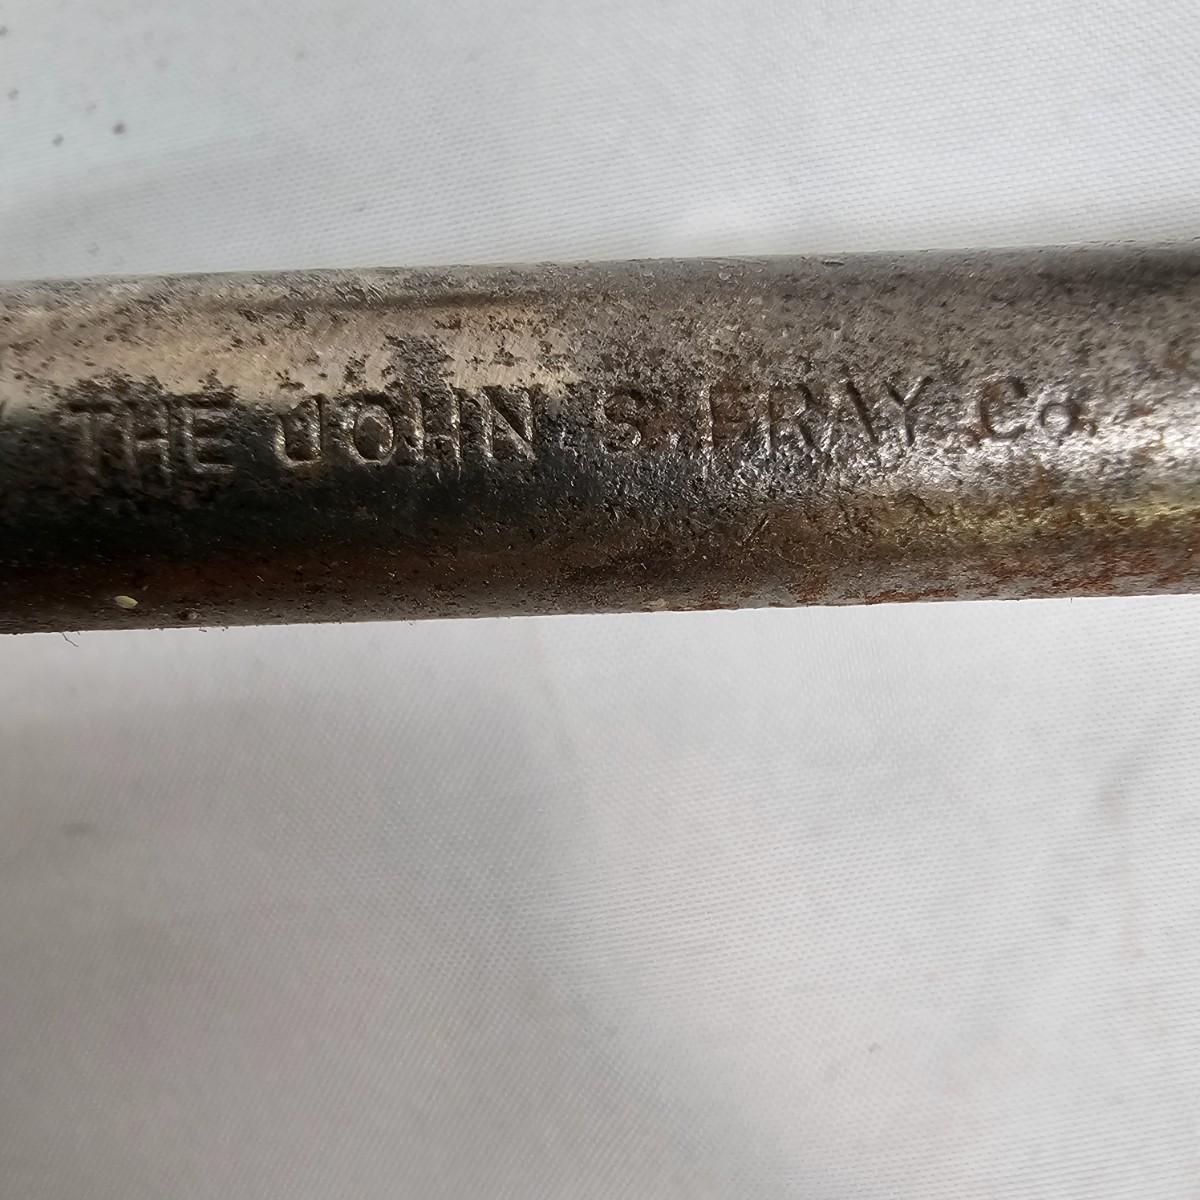 THE JOHN S. FRAY Co.